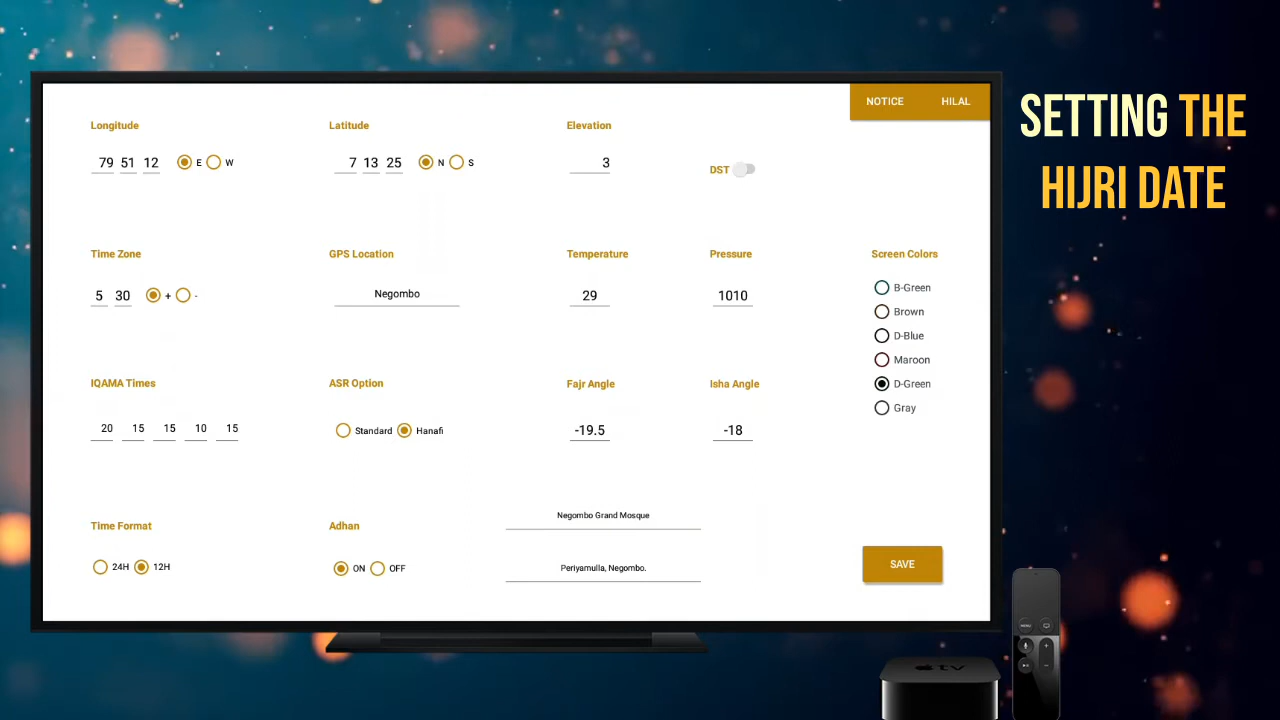 NOTICE HILAL
SETTING THE
HIJRI DATE
Longitude Latitude Elevation
79 51 12 E W 7 13 25 N S 3 DST
Time Zone GPS Location Temperature Pressure Screen Colors
5 30 + - Negombo 29 1010
B-Green
Brown
D-Blue
Maroon
D-Green
Gray
IQAMA Times ASR Option Fajr Angle Isha Angle
20 15 15 10 15 Standard Hanafi -19.5 -18
Time Format Adhan Negombo Grand Mosque
24H 12H ON OFF Periyamulla, Negombo.
SAVE
MENU
tv